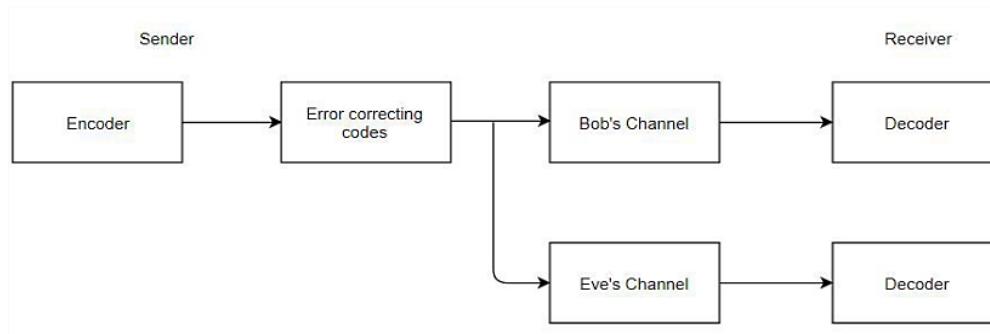 Sender
Receiver
Encoder
Error correcting
codes
Bob's Channel
Decoder
Eve's Channel
Decoder